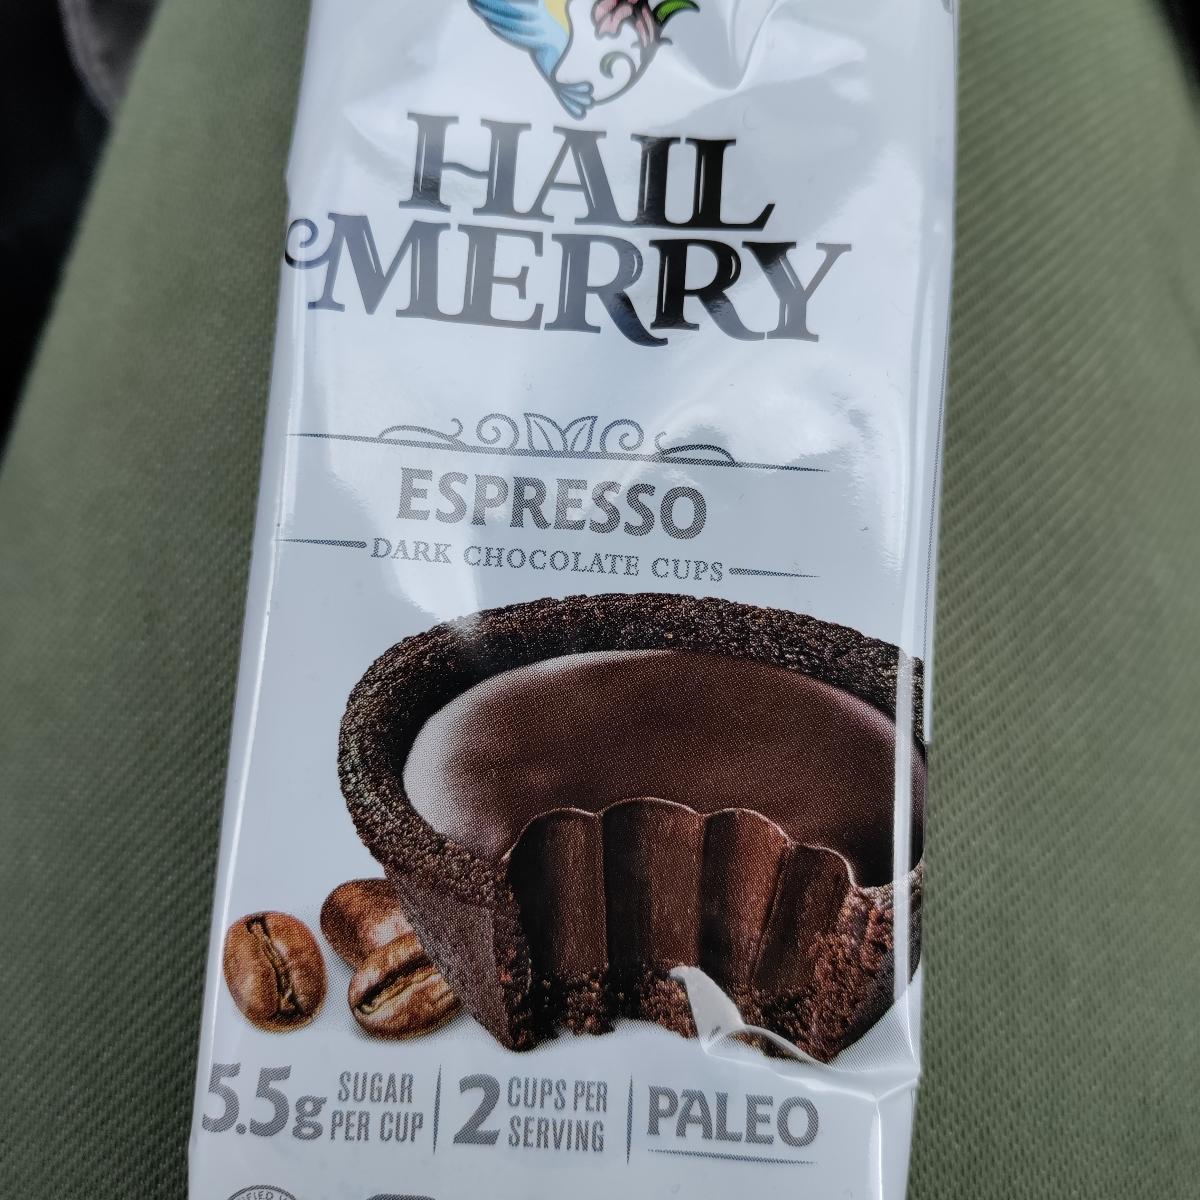 HAIL
MERRY
ESPRESSO
DARK CHOCOLATE CUPS
5.5g SUGAR PER CUP
2 CUPS PER SERVING
PALEO